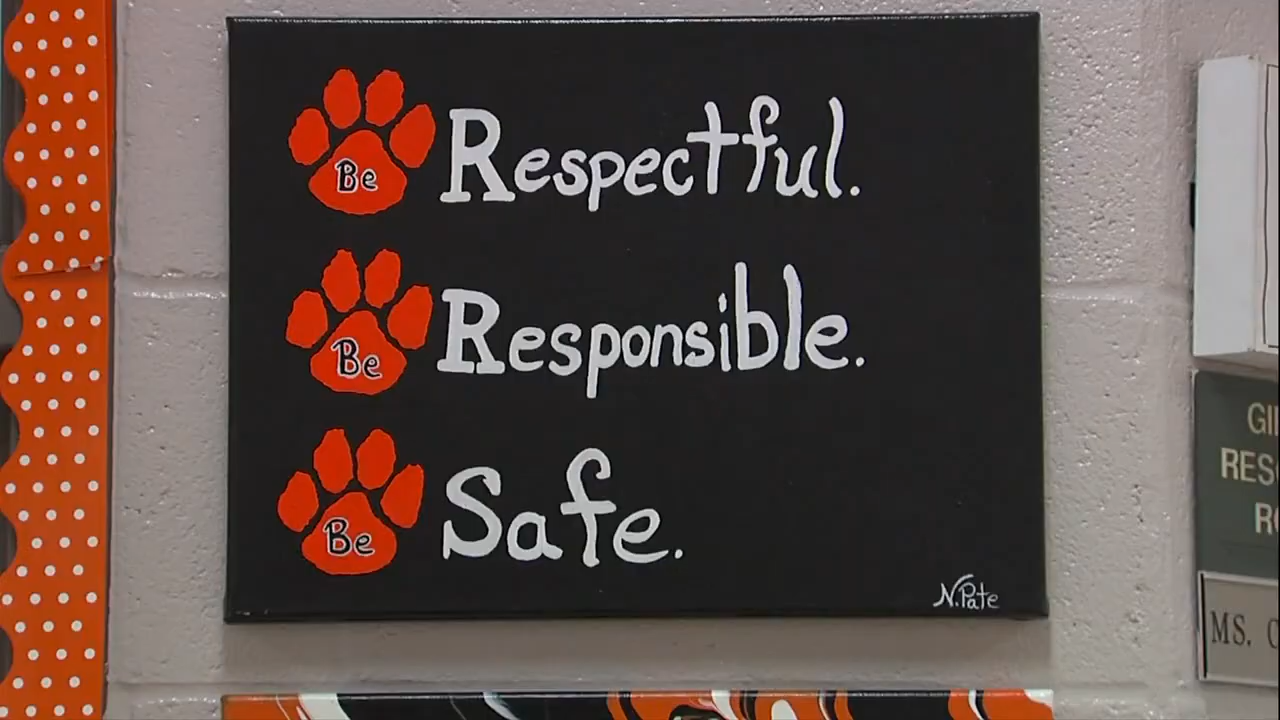 Be Respectful.
Be Responsible.
Be Safe.
N.Pate
MS.